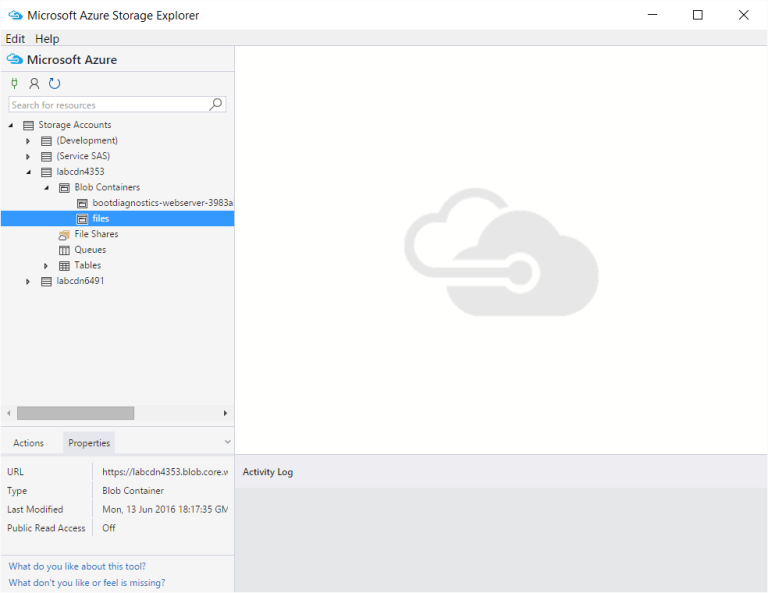 Microsoft Azure Storage Explorer
Edit Help
Microsoft Azure
Search for resources
Storage Accounts
(Development)
(Service SAS)
labcdn4353
Blob Containers
bootdiagnostics-webserver-3983a
files
File Shares
Queues
Tables
labcdn6491
Actions Properties
URL https://labcdn4353.blob.core.w
Type Blob Container
Last Modified Mon, 13 Jun 2016 18:17:35 GM
Public Read Access Off
What do you like about this tool?
What don't you like or feel is missing?
Activity Log